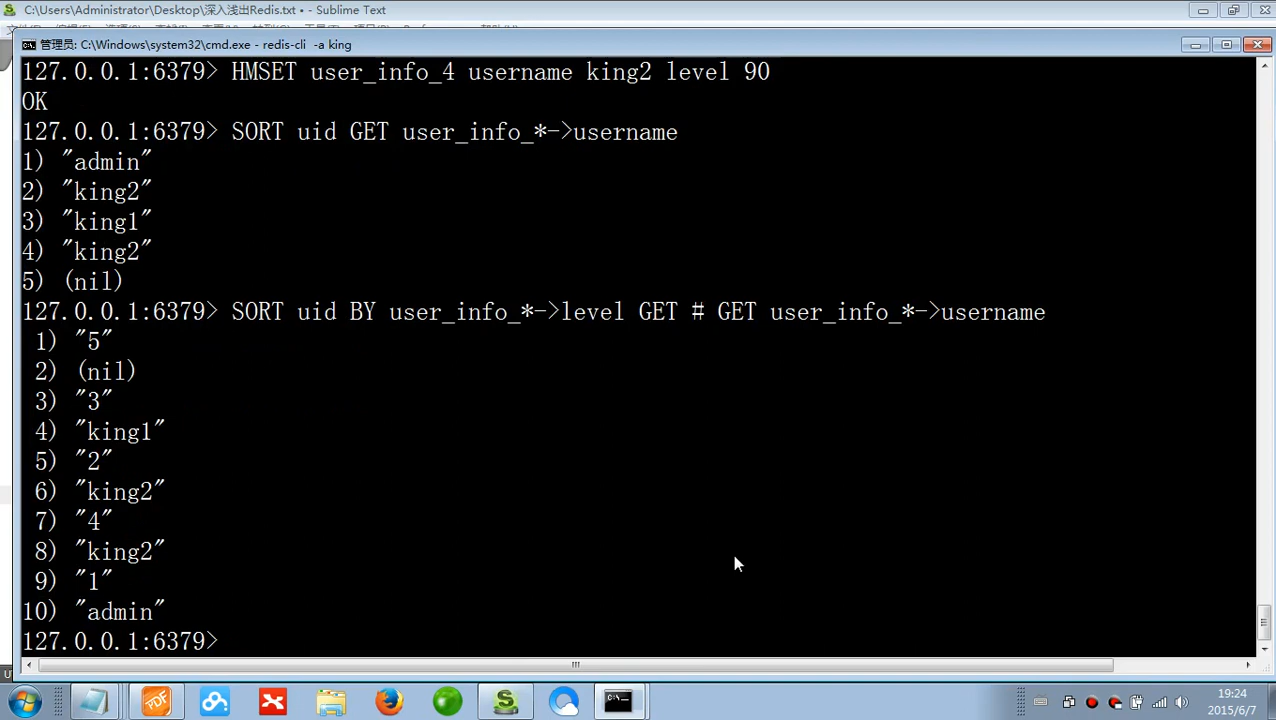 C:\Users\Administrator\Desktop\深入浅出Redis.txt • - Sublime Text
管理员: C:\Windows\system32\cmd.exe - redis-cli  -a king
127.0.0.1:6379> HMSET user_info_4 username king2 level 90
OK
127.0.0.1:6379> SORT uid GET user_info_*->username
1) "admin"
2) "king2"
3) "king1"
4) "king2"
5) (nil)
127.0.0.1:6379> SORT uid BY user_info_*->level GET # GET user_info_*->username
1) "5"
2) (nil)
3) "3"
4) "king1"
5) "2"
6) "king2"
7) "4"
8) "king2"
9) "1"
10) "admin"
127.0.0.1:6379>
PDF
19:24
2015/6/7